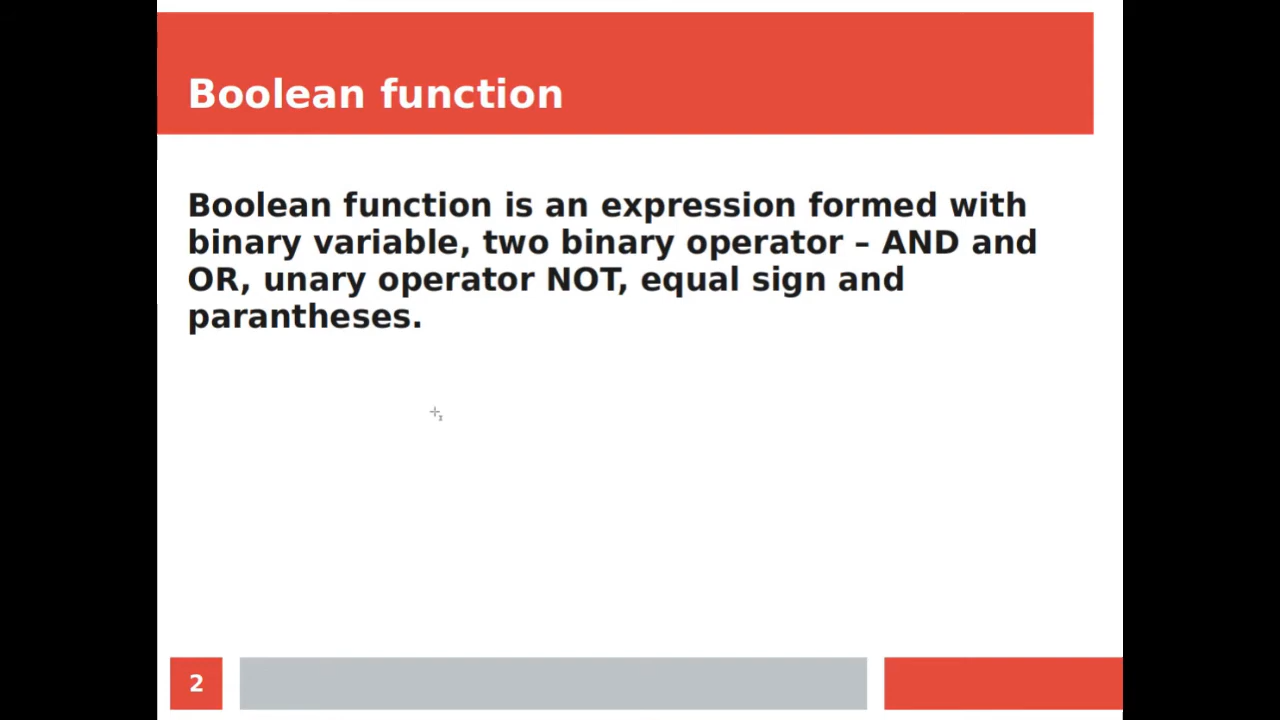 Boolean function
Boolean function is an expression formed with
binary variable, two binary operator – AND and
OR, unary operator NOT, equal sign and
parantheses.
2